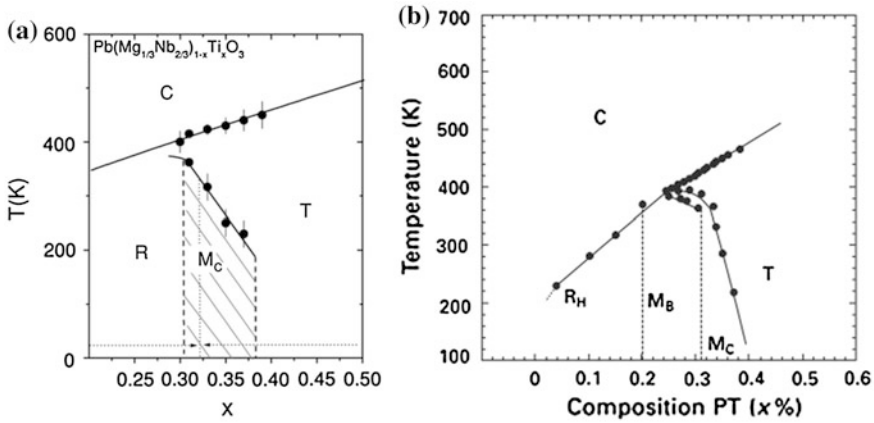 (a)
600
400
200
0
T(K)
Pb(Mg1/3Nb2/3)1-xTixO3
C
R
MC
T
0.25 0.30 0.35 0.40 0.45 0.50
X
(b)
700
600
500
400
300
200
100
Temperature (K)
C
RH
MB
T
MC
0 0.1 0.2 0.3 0.4 0.5 0.6
Composition PT (x %)